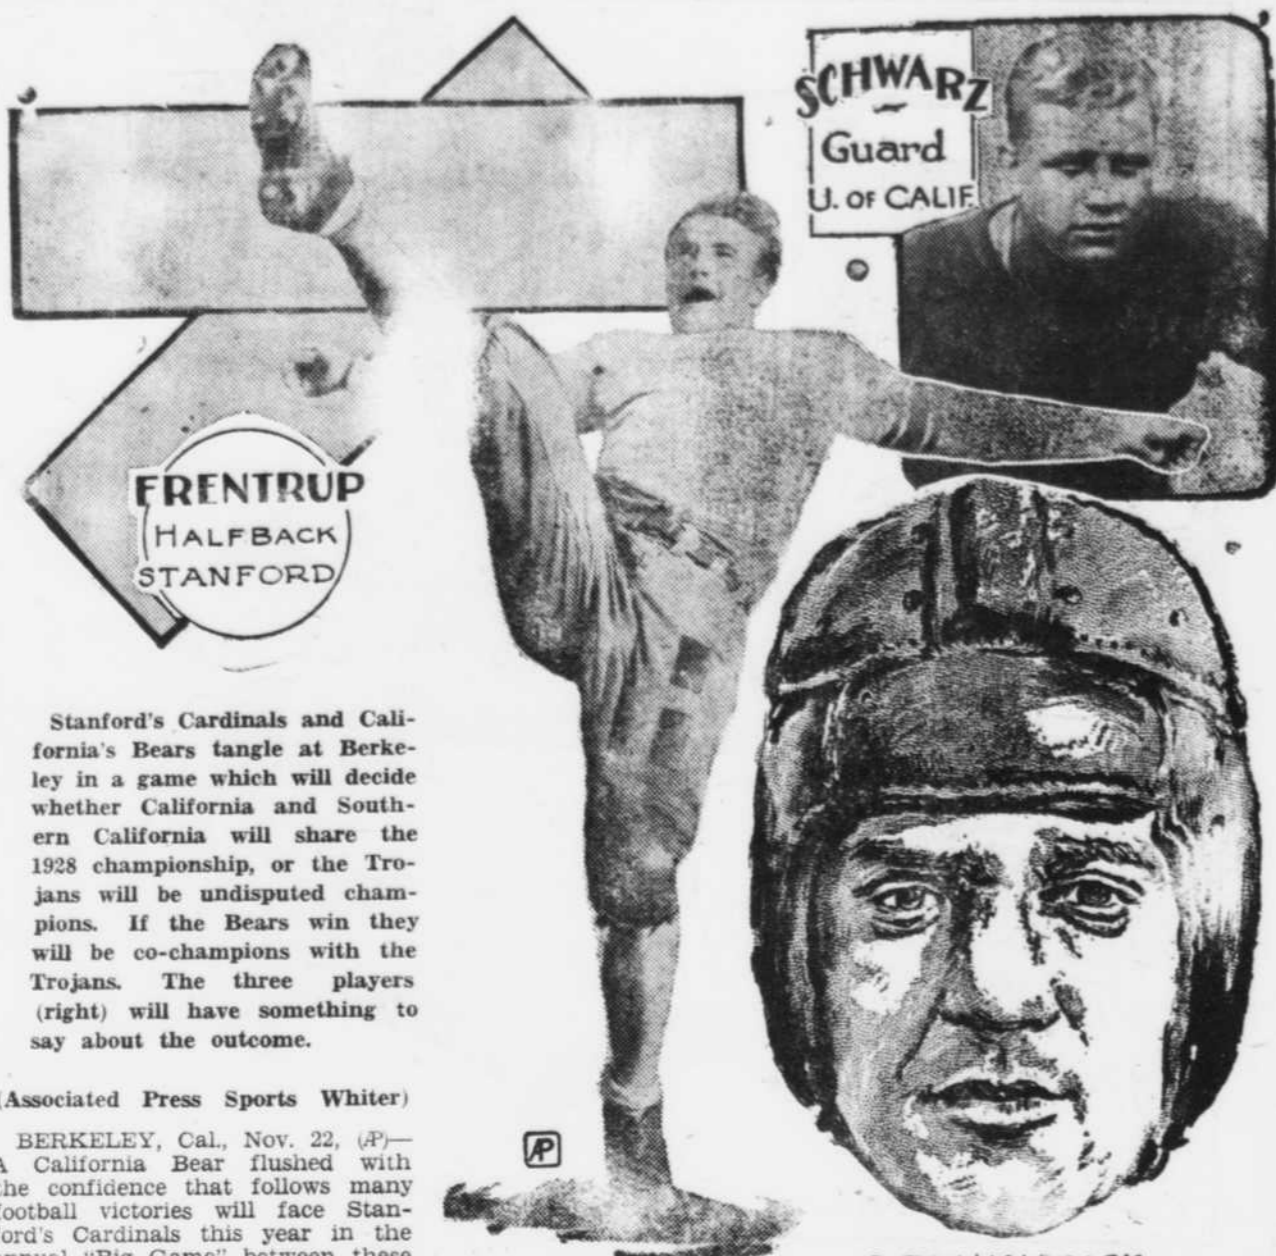 SCHWARZ
Guard
U. OF CALIF.
FRENTRUP
HALFBACK
STANFORD
Stanford's Cardinals and Cali-
fornia's Bears tangle at Berke-
ley in a game which will decide
whether California and South-
ern California will share the
1928 championship, or the Tro-
jans will be undisputed cham-
pions. If the Bears win they
will be co-champions with the
Trojans. The three players
(right) will have something to
say about the outcome.
(Associated Press Sports Whiter)
BERKELEY, Cal., Nov. 22, (AP)—
A California Bear flushed with
the confidence that follows many
football victories will face Stan-
ford's Cardinals this year in the
annual "Big Game" between these
AP